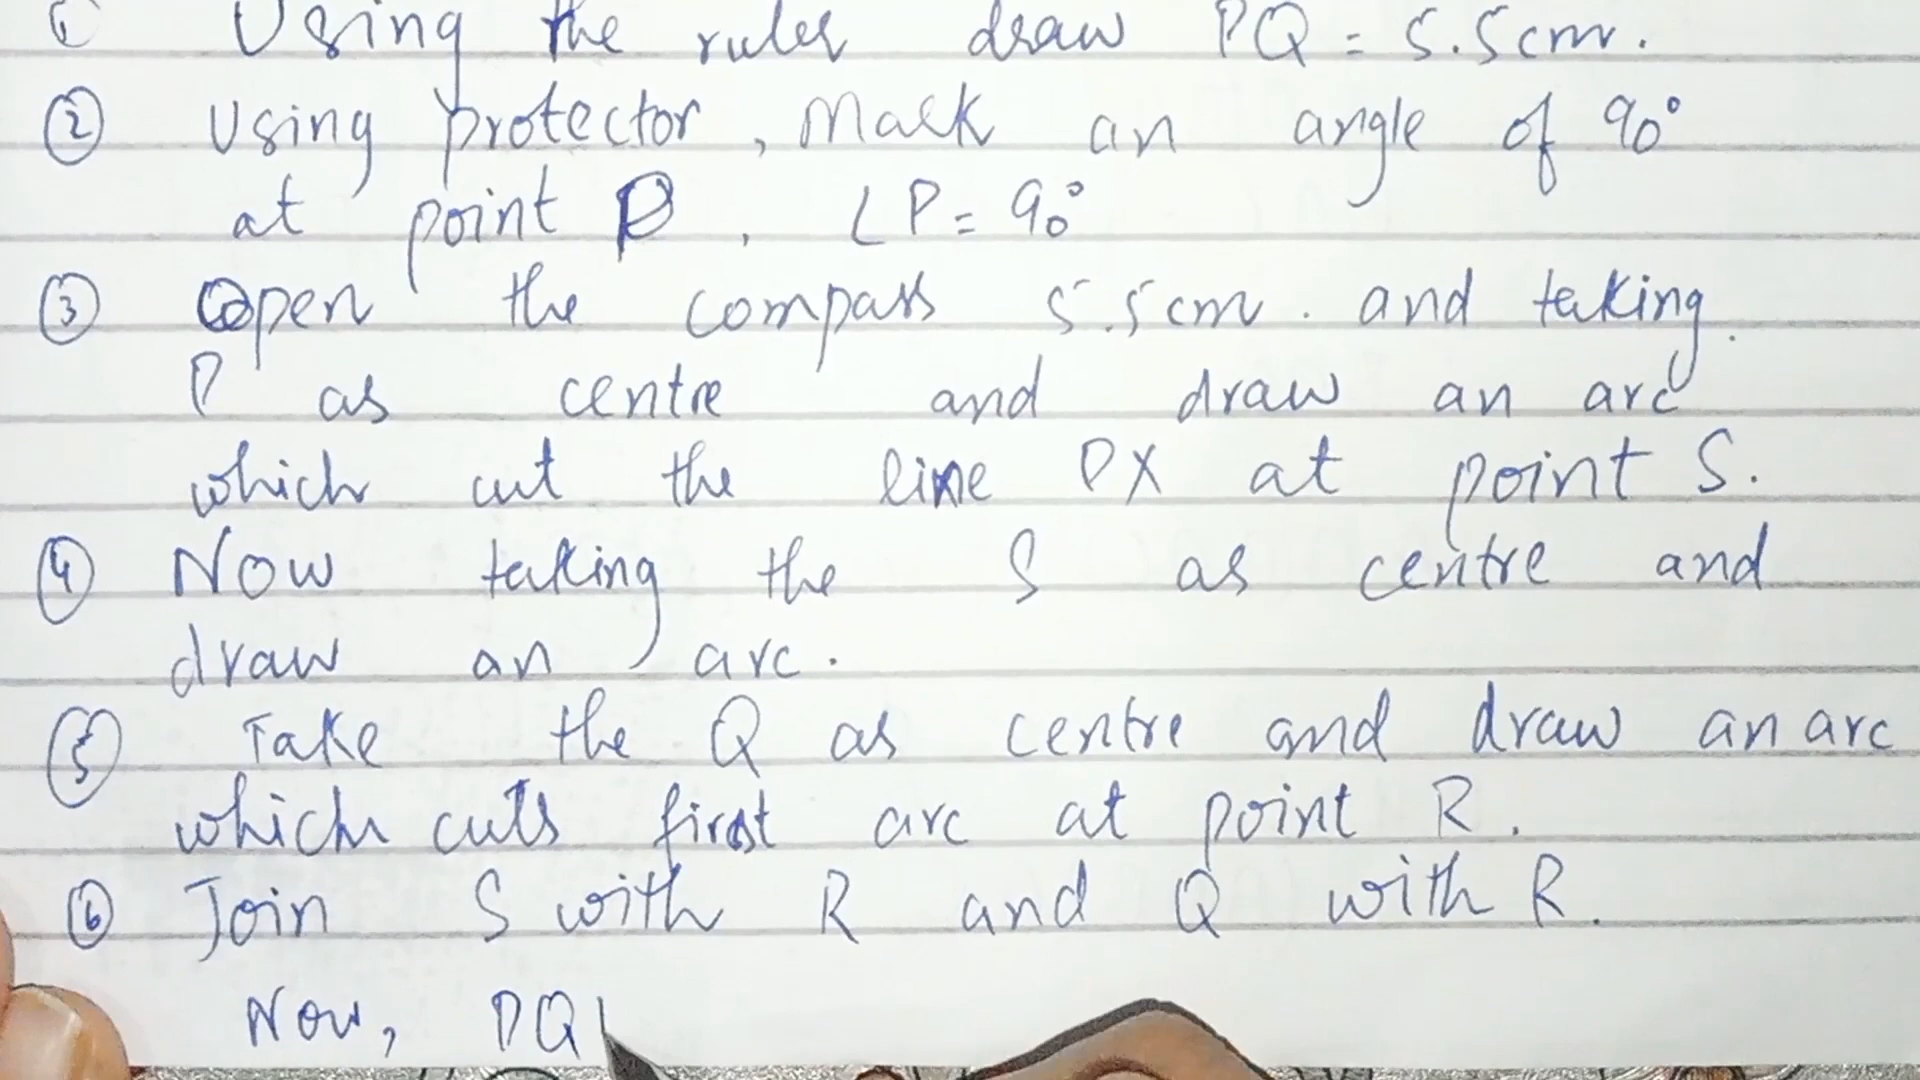 ① Using the ruler draw PQ = 5.5cm.
② Using protector, Mark an angle of 90°
at point P, ∠P = 90°
③ Open the compass 5.5cm. and taking
P as centre and draw an arc
which cut the line PX at point S.
④ Now taking the S as centre and
draw an arc.
⑤ Take the Q as centre and draw an arc
which cuts first arc at point R.
⑥ Join S with R and Q with R.
Now, PQ